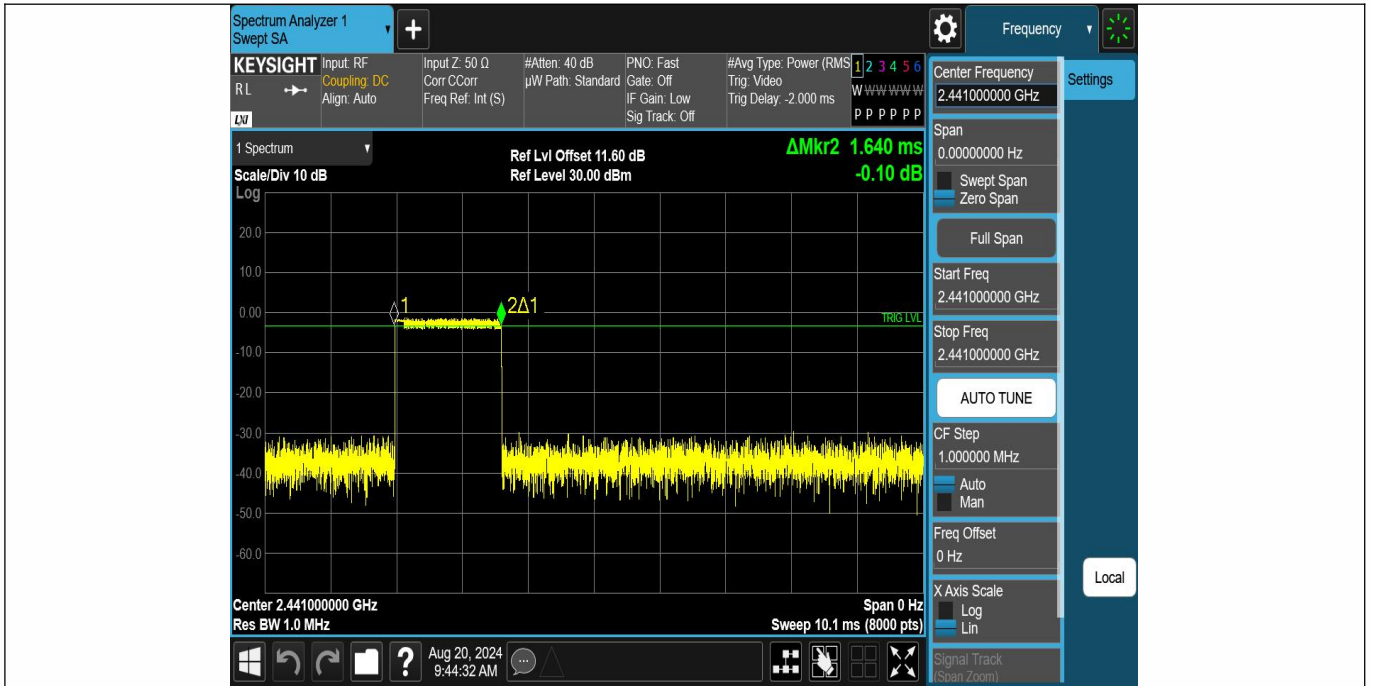 Spectrum Analyzer 1
Swept SA
Frequency
KEYSIGHT
RL
LXI
Input: RF
Coupling: DC
Align: Auto
Input Z: 50 Ω
Corr CCorr
Freq Ref: Int (S)
#Atten: 40 dB
µW Path: Standard
PNO: Fast
Gate: Off
IF Gain: Low
Sig Track: Off
#Avg Type: Power (RMS
Trig: Video
Trig Delay: -2.000 ms
1 2 3 4 5 6
W W W W W W
P P P P P P
1 Spectrum
Scale/Div 10 dB
Log
Ref Lvl Offset 11.60 dB
Ref Level 30.00 dBm
ΔMkr2 1.640 ms
-0.10 dB
20.0
10.0
0.00
-10.0
-20.0
-30.0
-40.0
-50.0
-60.0
1
2Δ1
TRIG LVL
Center 2.441000000 GHz
Res BW 1.0 MHz
Span 0 Hz
Sweep 10.1 ms (8000 pts)
Center Frequency
2.441000000 GHz
Settings
Span
0.00000000 Hz
Swept Span
Zero Span
Full Span
Start Freq
2.441000000 GHz
Stop Freq
2.441000000 GHz
AUTO TUNE
CF Step
1.000000 MHz
Auto
Man
Freq Offset
0 Hz
X Axis Scale
Log
Lin
Signal Track
(Span Zoom)
Local
?
Aug 20, 2024
9:44:32 AM